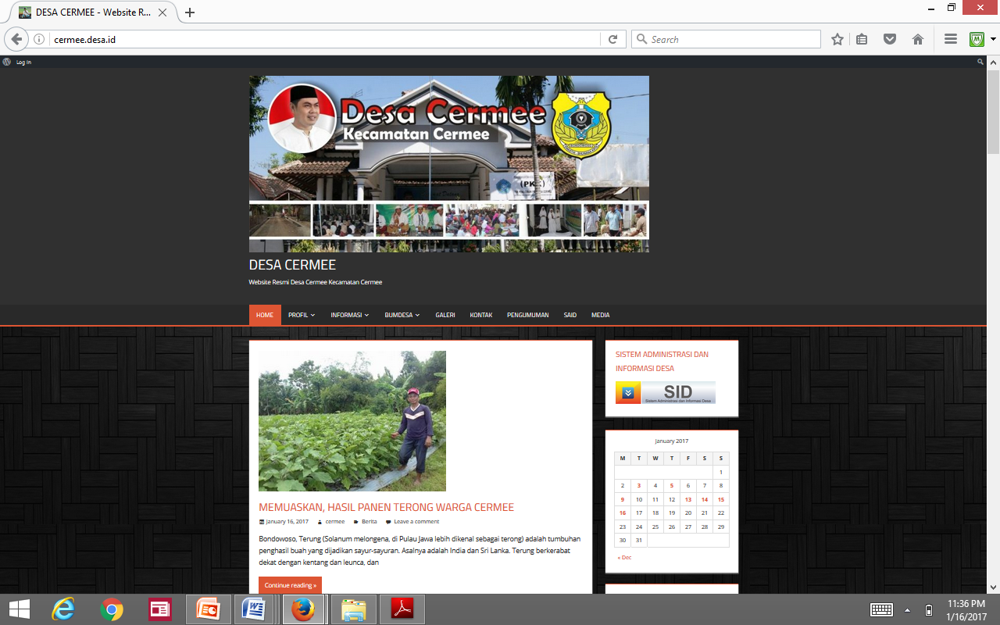 DESA CERMEE - Website R...
cermee.desa.id
Search
Log In
Desa Cermee
Kecamatan Cermee
(PKK)
DESA CERMEE
Website Resmi Desa Cermee Kecamatan Cermee
HOME PROFIL INFORMASI BUMDESA GALERI KONTAK PENGUMUMAN SAID MEDIA
MEMUASKAN, HASIL PANEN TERONG WARGA CERMEE
January 16, 2017 cermee Berita Leave a comment
Bondowoso, Terung (Solanum melongena, di Pulau Jawa lebih dikenal sebagai terong) adalah tumbuhan
penghasil buah yang dijadikan sayur-sayuran. Asalnya adalah India dan Sri Lanka. Terung berkerabat
dekat dengan kentang dan leunca, dan
Continue reading »
SISTEM ADMINISTRASI DAN
INFORMASI DESA
SID
Sistem Administrasi dan Informasi Desa
January 2017
M T W T F S S
1
2 3 4 5 6 7 8
9 10 11 12 13 14 15
16 17 18 19 20 21 22
23 24 25 26 27 28 29
30 31
« Dec
11:36 PM
1/16/2017